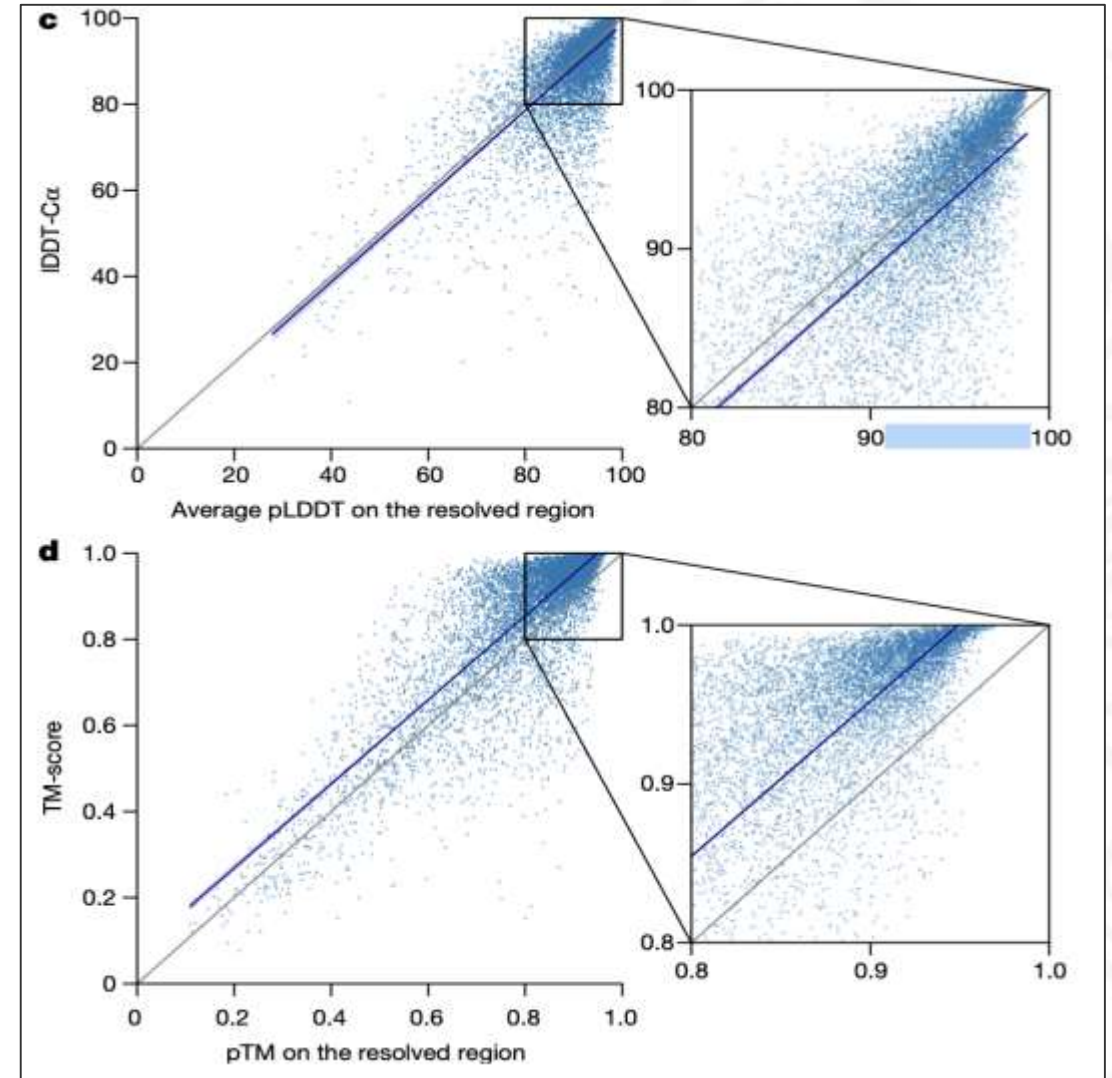 c
100
80
60
40
20
0
lDDT-Cα
0 20 40 60 80 100
Average pLDDT on the resolved region
100
90
80
80 90 100
d
1.0
0.8
0.6
0.4
0.2
0
TM-score
0 0.2 0.4 0.6 0.8 1.0
pTM on the resolved region
1.0
0.9
0.8
0.8 0.9 1.0